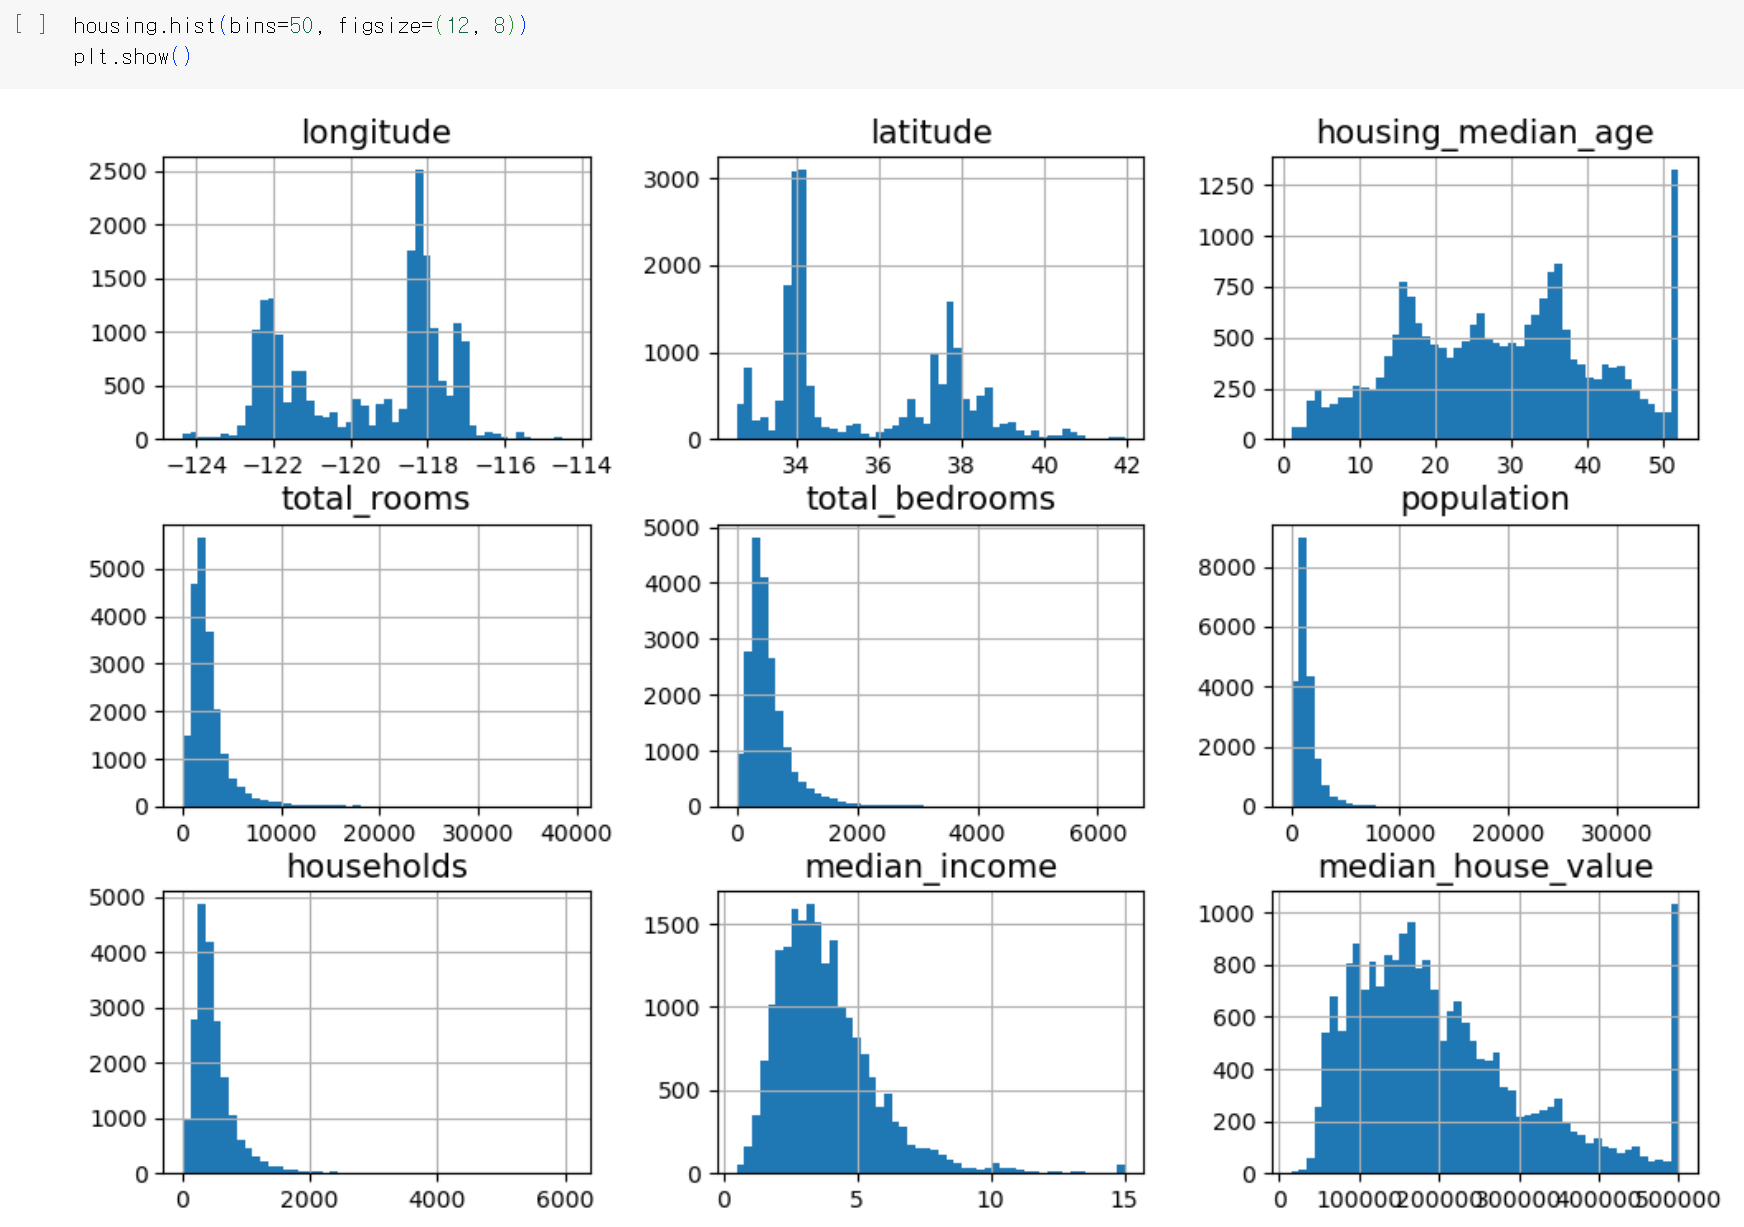 [ ] housing.hist(bins=50, figsize=(12, 8))
plt.show()
longitude
2500
2000
1500
1000
500
0
−124 −122 −120 −118 −116 −114
latitude
3000
2000
1000
0
34 36 38 40 42
housing_median_age
1250
1000
750
500
250
0
0 10 20 30 40 50
total_rooms
5000
4000
3000
2000
1000
0
0 10000 20000 30000 40000
total_bedrooms
5000
4000
3000
2000
1000
0
0 2000 4000 6000
population
8000
6000
4000
2000
0
0 10000 20000 30000
households
5000
4000
3000
2000
1000
0
0 2000 4000 6000
median_income
1500
1000
500
0
0 5 10 15
median_house_value
1000
800
600
400
200
0
0 100000 200000 300000 400000 500000